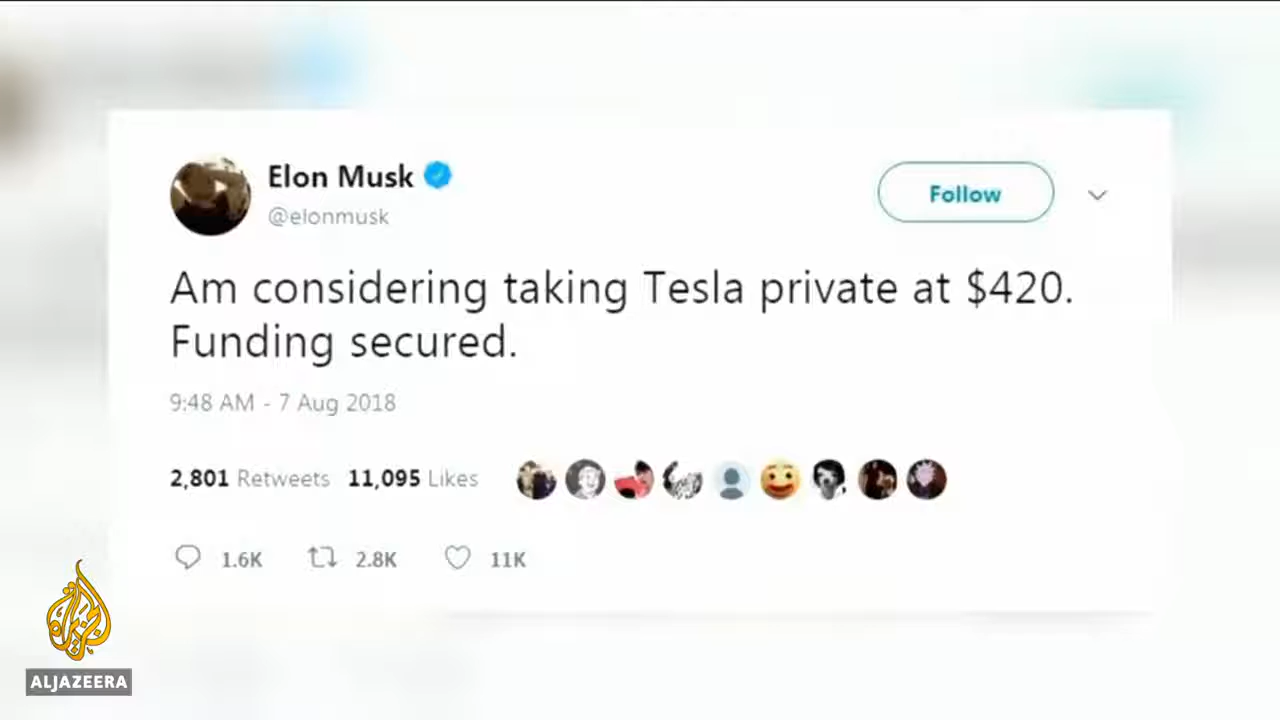 Elon Musk
@elonmusk
Follow
Am considering taking Tesla private at $420.
Funding secured.
9:48 AM - 7 Aug 2018
2,801 Retweets 11,095 Likes
1.6K 2.8K 11K
الجزيرة
ALJAZEERA